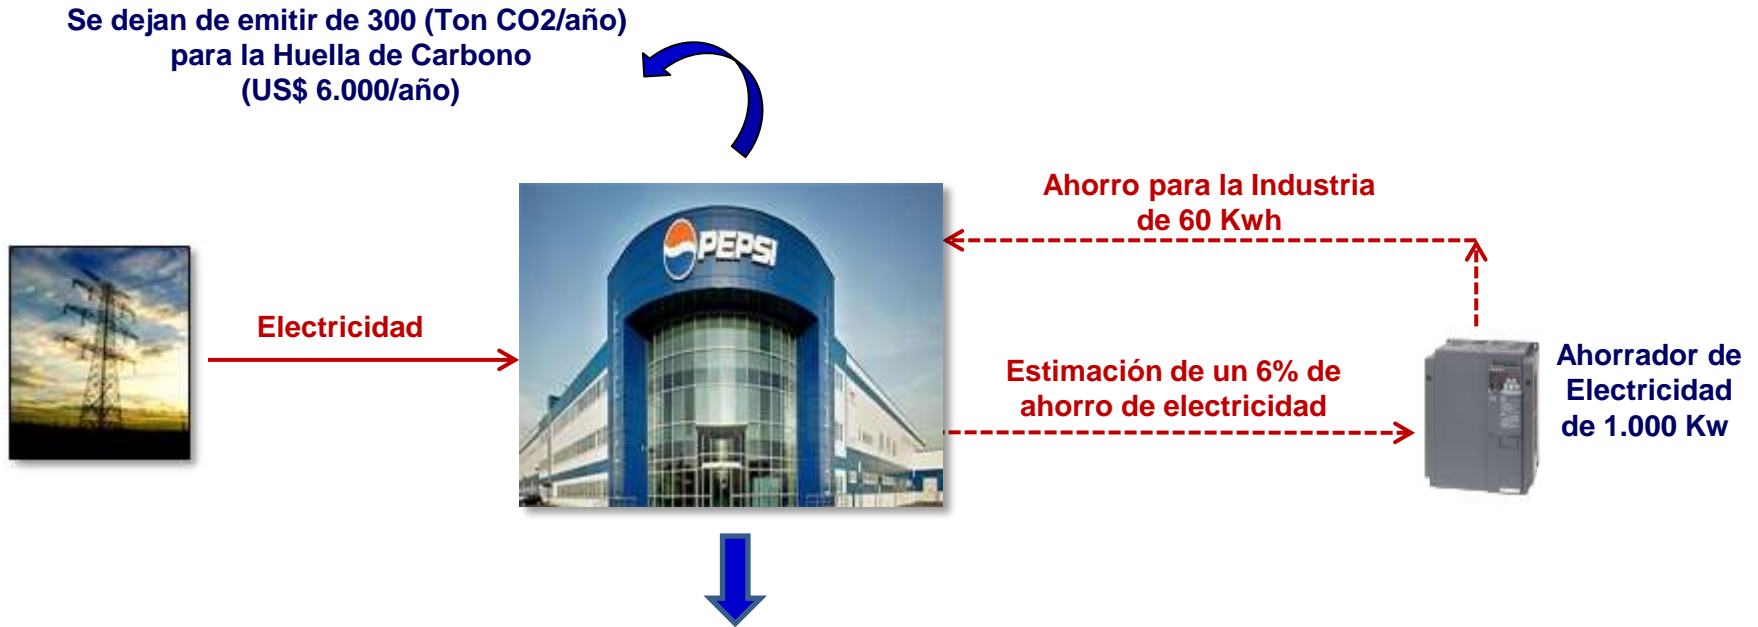 Se dejan de emitir de 300 (Ton CO2/año)
para la Huella de Carbono
(US$ 6.000/año)
Ahorro para la Industria
de 60 Kwh
PEPSI
Electricidad
Estimación de un 6% de
ahorro de electricidad
Ahorrador de
Electricidad
de 1.000 Kw